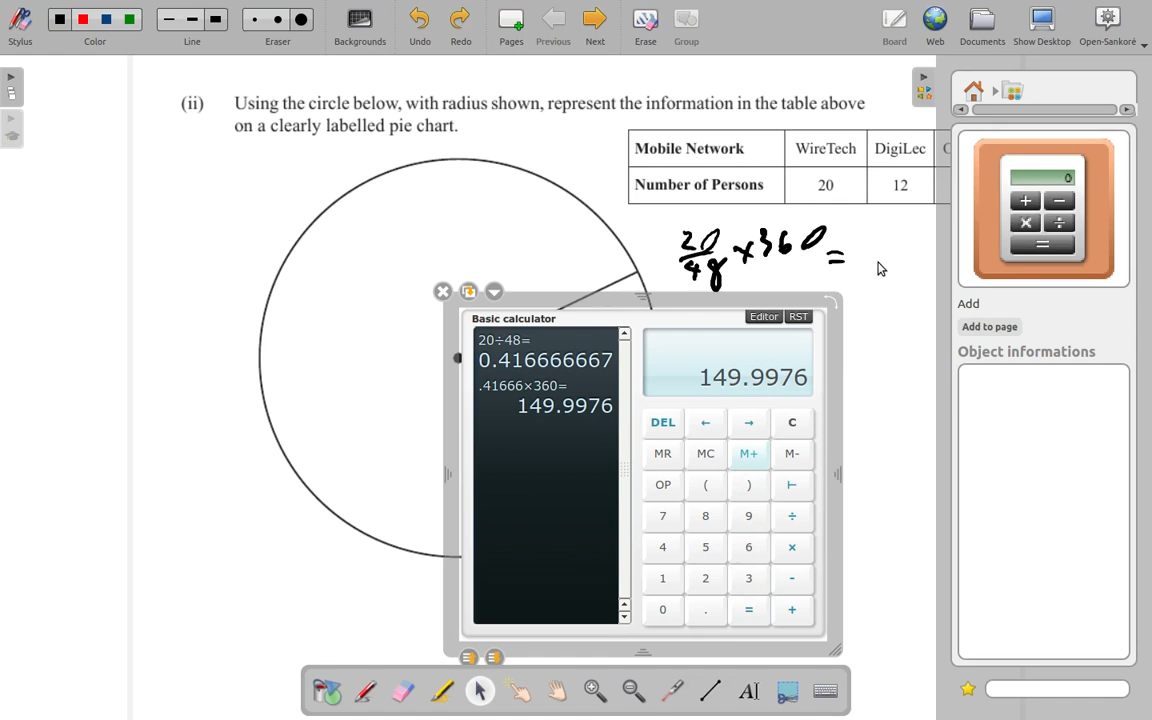 Stylus Color Line Eraser Backgrounds Undo Redo Pages Previous Next Erase Group Board Web Documents Show Desktop Open-Sankoré
(ii) Using the circle below, with radius shown, represent the information in the table above
on a clearly labelled pie chart.
Mobile Network WireTech DigiLec
Number of Persons 20 12
20/48 ×360 =
Basic calculator Editor RST
20÷48=
0.416666667
.41666×360=
149.9976
149.9976
DEL ← → C
MR MC M+ M-
OP ( ) ⊢
7 8 9 ÷
4 5 6 ×
1 2 3 -
0 . = +
0
+ −
× ÷
=
Add
Add to page
Object informations
AI